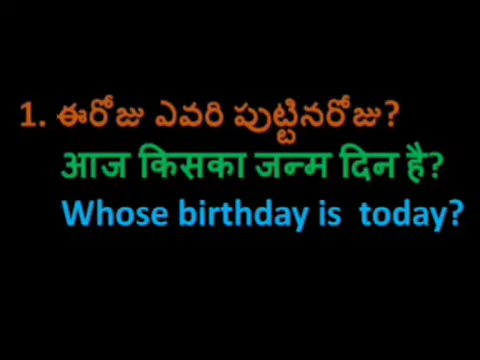 1. ఈరోజు ఎవరి పుట్టినరోజు?
आज किसका जन्म दिन है?
Whose birthday is today?